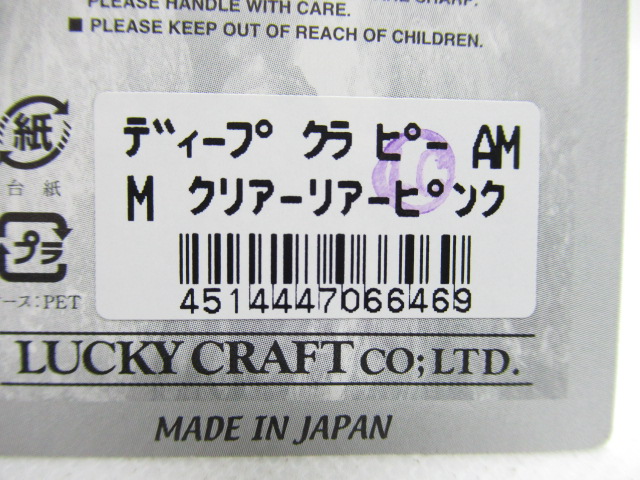 PLEASE HANDLE WITH CARE.
■ PLEASE KEEP OUT OF REACH OF CHILDREN.
紙
台 紙
プラ
ース:PET
ディープ クラ ピー AM
M クリアーリアーピンク
4514447066469
LUCKY CRAFT CO;LTD.
MADE IN JAPAN